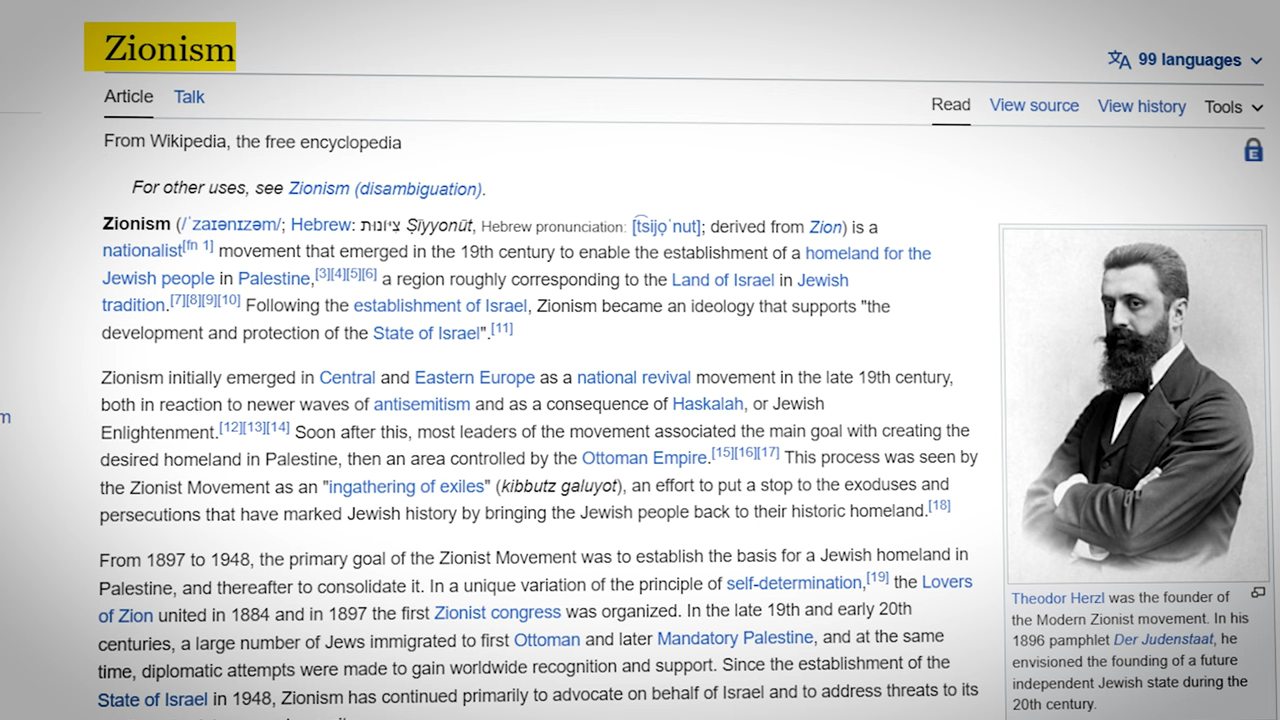 Zionism
99 languages
Article Talk
Read View source View history Tools
From Wikipedia, the free encyclopedia
For other uses, see Zionism (disambiguation).
Zionism (/ˈzaɪənɪzəm/; Hebrew: צִיּוֹנוּת Ṣīyyonūt, Hebrew pronunciation: [t͡sijo̞ˈnut]; derived from Zion) is a
nationalist[fn 1] movement that emerged in the 19th century to enable the establishment of a homeland for the
Jewish people in Palestine,[3][4][5][6] a region roughly corresponding to the Land of Israel in Jewish
tradition.[7][8][9][10] Following the establishment of Israel, Zionism became an ideology that supports "the
development and protection of the State of Israel".[11]
Zionism initially emerged in Central and Eastern Europe as a national revival movement in the late 19th century,
both in reaction to newer waves of antisemitism and as a consequence of Haskalah, or Jewish
Enlightenment.[12][13][14] Soon after this, most leaders of the movement associated the main goal with creating the
desired homeland in Palestine, then an area controlled by the Ottoman Empire.[15][16][17] This process was seen by
the Zionist Movement as an "ingathering of exiles" (kibbutz galuyot), an effort to put a stop to the exoduses and
persecutions that have marked Jewish history by bringing the Jewish people back to their historic homeland.[18]
From 1897 to 1948, the primary goal of the Zionist Movement was to establish the basis for a Jewish homeland in
Palestine, and thereafter to consolidate it. In a unique variation of the principle of self-determination,[19] the Lovers
of Zion united in 1884 and in 1897 the first Zionist congress was organized. In the late 19th and early 20th
centuries, a large number of Jews immigrated to first Ottoman and later Mandatory Palestine, and at the same
time, diplomatic attempts were made to gain worldwide recognition and support. Since the establishment of the
State of Israel in 1948, Zionism has continued primarily to advocate on behalf of Israel and to address threats to its
Theodor Herzl was the founder of
the Modern Zionist movement. In his
1896 pamphlet Der Judenstaat, he
envisioned the founding of a future
independent Jewish state during the
20th century.